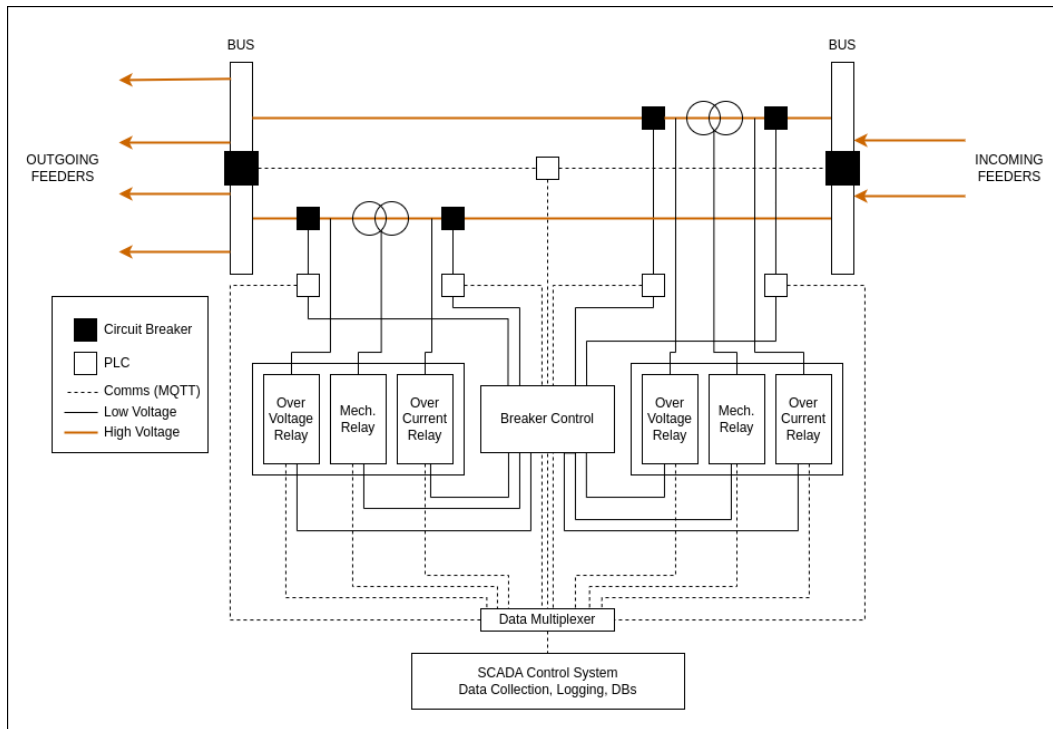 BUS
BUS
OUTGOING
FEEDERS
INCOMING
FEEDERS
Circuit Breaker
PLC
Comms (MQTT)
Low Voltage
High Voltage
Over
Voltage
Relay
Mech.
Relay
Over
Current
Relay
Breaker Control
Over
Voltage
Relay
Mech.
Relay
Over
Current
Relay
Data Multiplexer
SCADA Control System
Data Collection, Logging, DBs